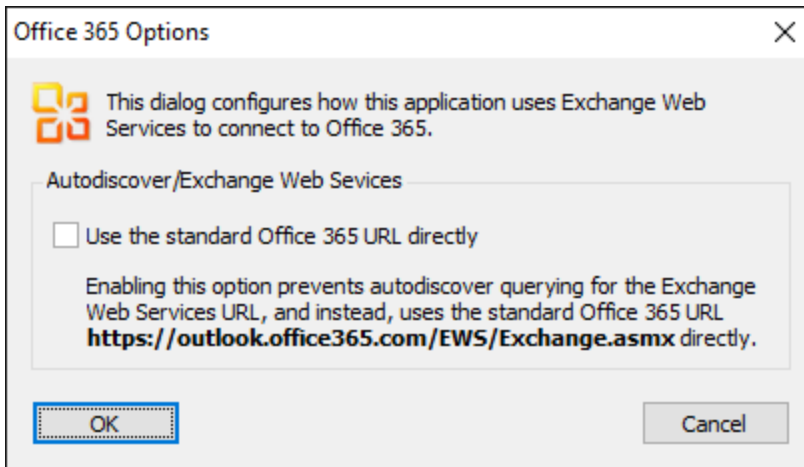 Office 365 Options
This dialog configures how this application uses Exchange Web
Services to connect to Office 365.
Autodiscover/Exchange Web Sevices
Use the standard Office 365 URL directly
Enabling this option prevents autodiscover querying for the Exchange
Web Services URL, and instead, uses the standard Office 365 URL
https://outlook.office365.com/EWS/Exchange.asmx directly.
OK
Cancel